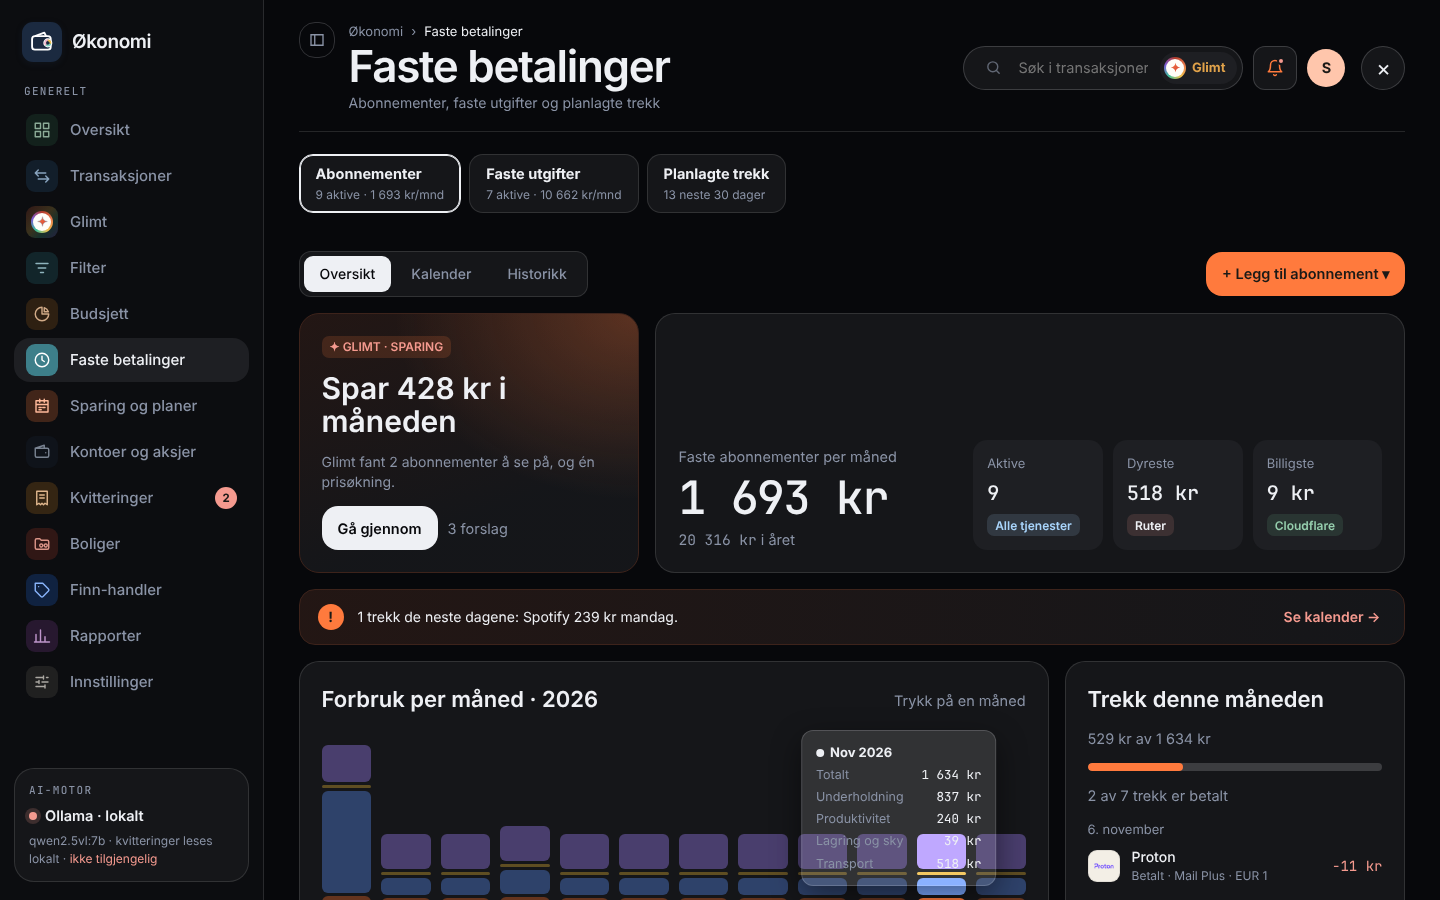 Økonomi
GENERELT
Oversikt
Transaksjoner
Glimt
Filter
Budsjett
Faste betalinger
Sparing og planer
Kontoer og aksjer
Kvitteringer 2
Boliger
Finn-handler
Rapporter
Innstillinger
AI-MOTOR
Ollama · lokalt
qwen2.5vl:7b · kvitteringer leses
lokalt · ikke tilgjengelig
Økonomi › Faste betalinger
Faste betalinger
Abonnementer, faste utgifter og planlagte trekk
Søk i transaksjoner Glimt
S
×
Abonnementer
9 aktive · 1 693 kr/mnd
Faste utgifter
7 aktive · 10 662 kr/mnd
Planlagte trekk
13 neste 30 dager
Oversikt Kalender Historikk
+ Legg til abonnement ▾
✦ GLIMT · SPARING
Spar 428 kr i
måneden
Glimt fant 2 abonnementer å se på, og én
prisøkning.
Gå gjennom 3 forslag
Faste abonnementer per måned
1 693 kr
20 316 kr i året
Aktive
9
Alle tjenester
Dyreste
518 kr
Ruter
Billigste
9 kr
Cloudflare
! 1 trekk de neste dagene: Spotify 239 kr mandag. Se kalender →
Forbruk per måned · 2026
Trykk på en måned
Nov 2026
Totalt 1 634 kr
Underholdning 837 kr
Produktivitet 240 kr
Lagring og sky 39 kr
Transport 518 kr
Trekk denne måneden
529 kr av 1 634 kr
2 av 7 trekk er betalt
6. november
Proton
Proton
Betalt · Mail Plus · EUR 1
-11 kr